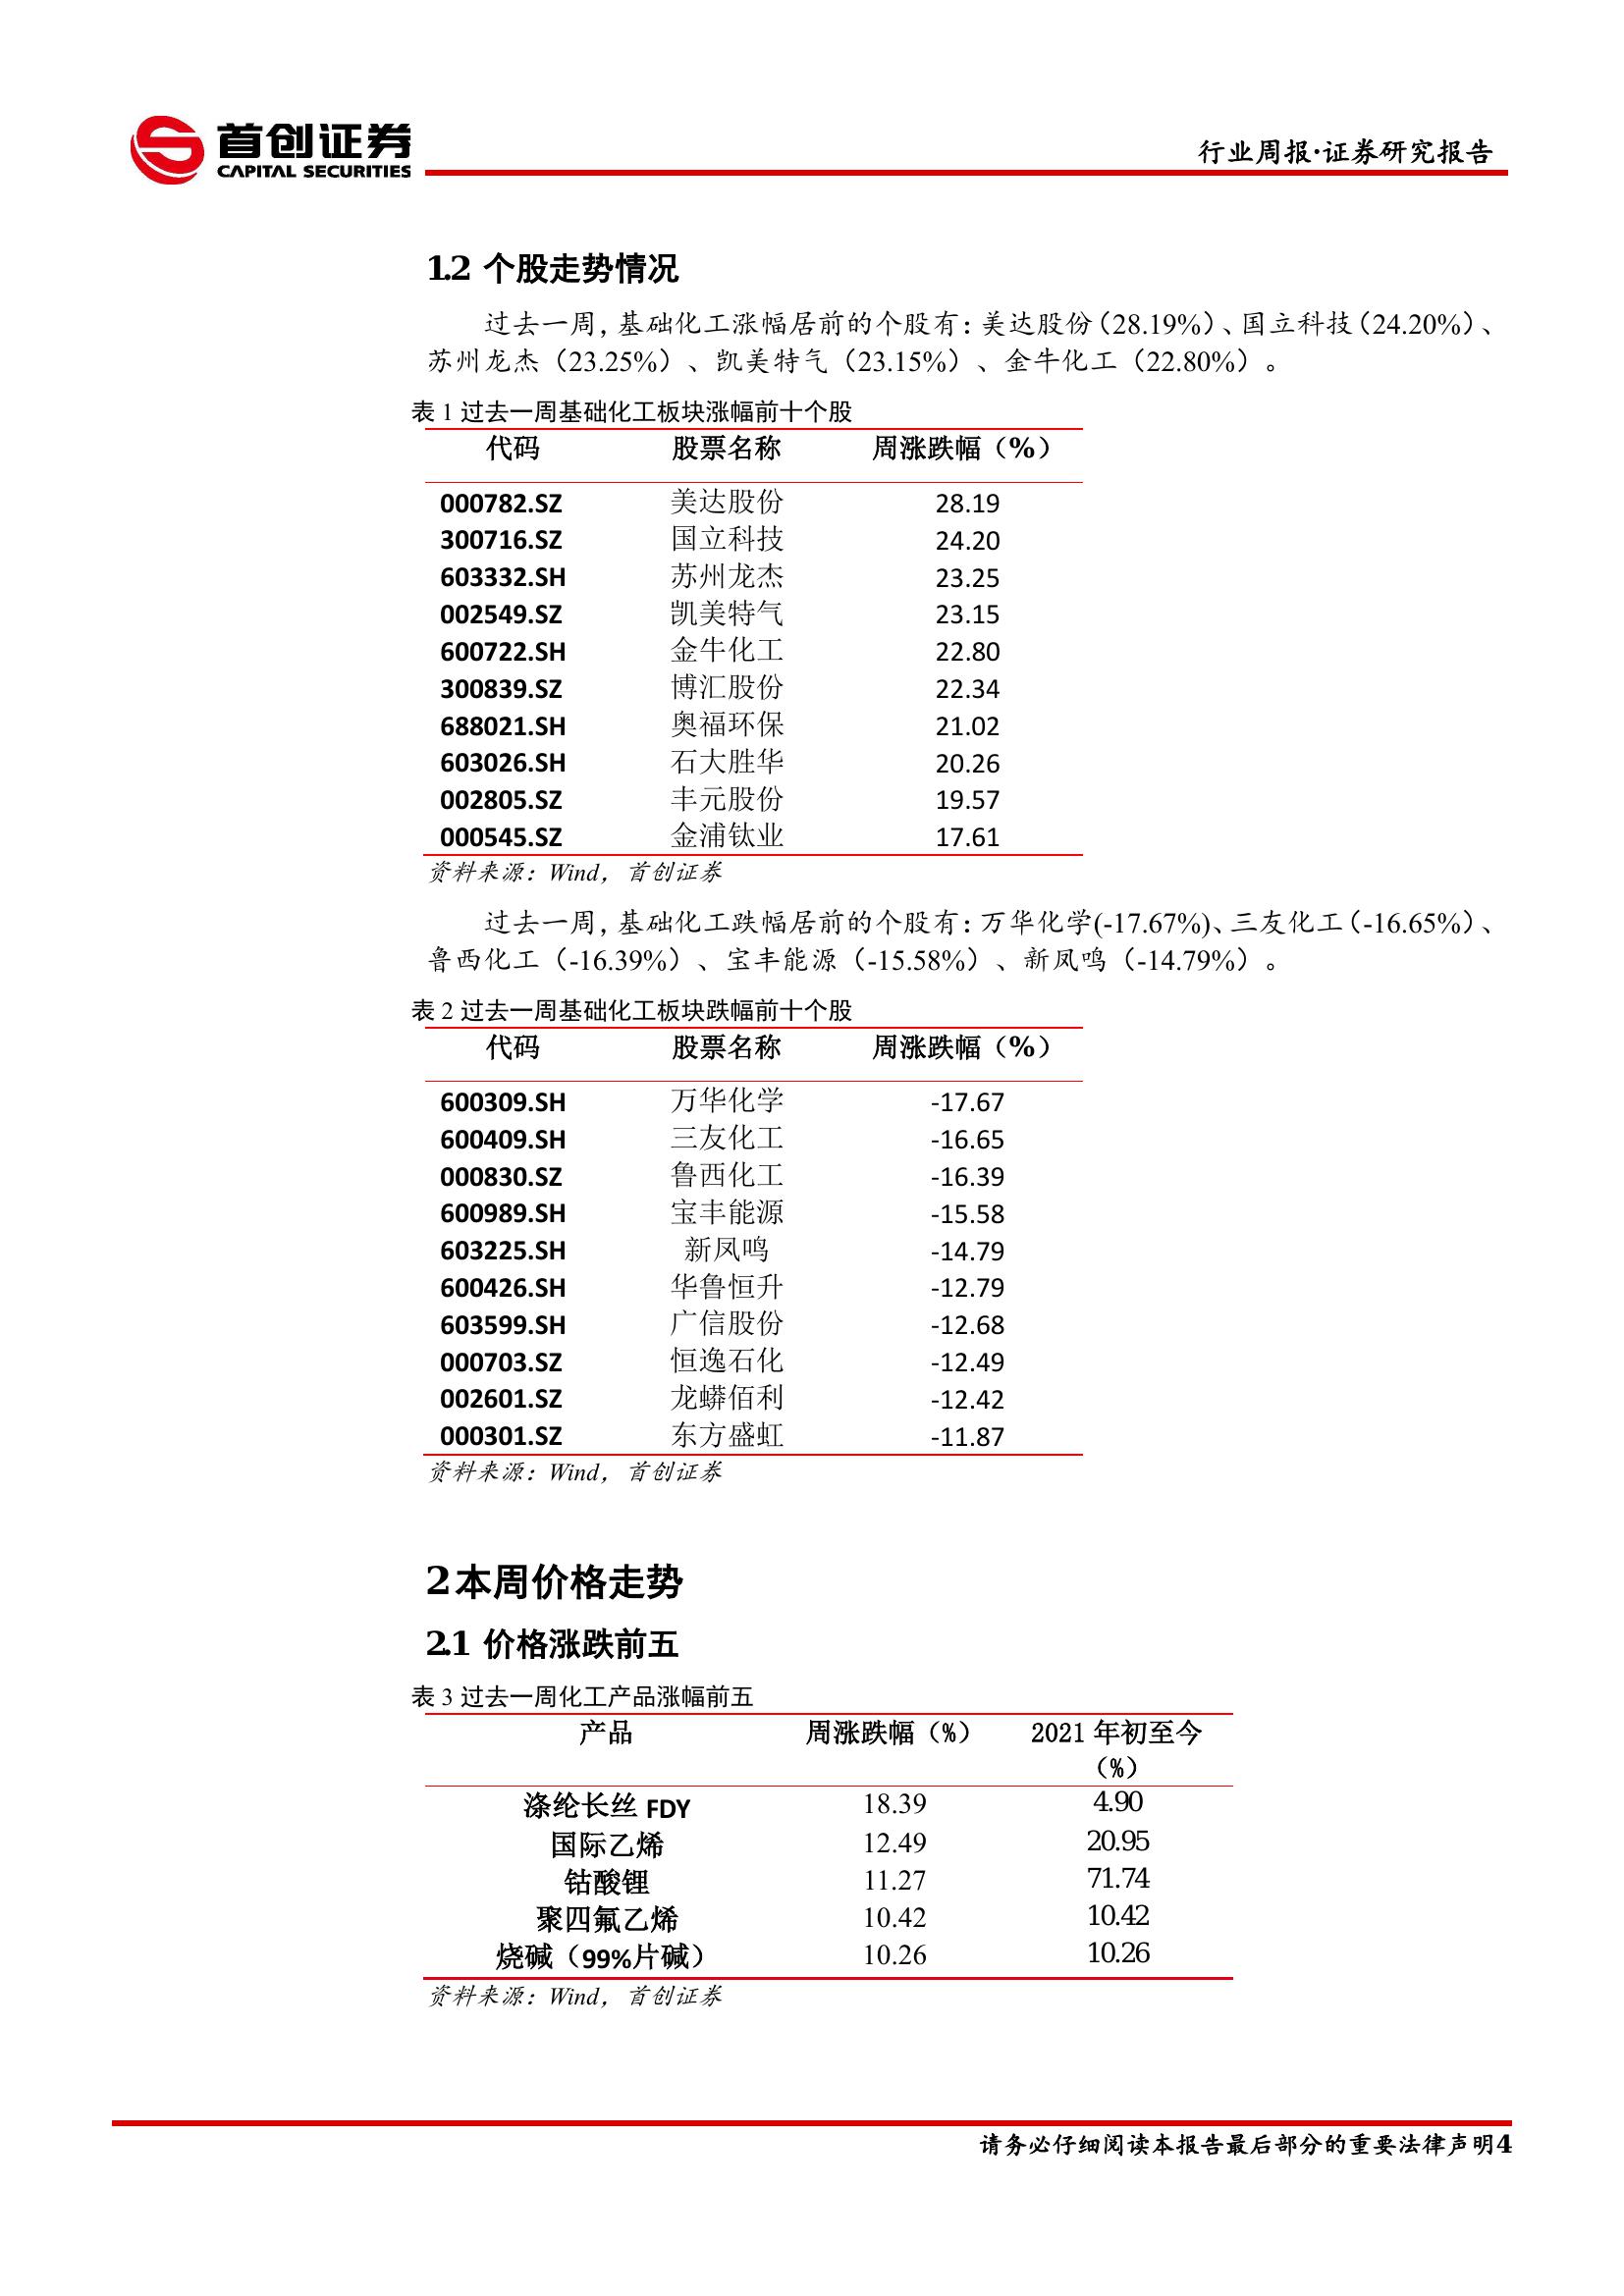 首创证券
CAPITAL SECURITIES
行业周报·证券研究报告
1.2 个股走势情况
过去一周，基础化工涨幅居前的个股有：美达股份（28.19%）、国立科技（24.20%）、
苏州龙杰（23.25%）、凯美特气（23.15%）、金牛化工（22.80%）。
表 1 过去一周基础化工板块涨幅前十个股
代码 股票名称 周涨跌幅（%）
000782.SZ 美达股份 28.19
300716.SZ 国立科技 24.20
603332.SH 苏州龙杰 23.25
002549.SZ 凯美特气 23.15
600722.SH 金牛化工 22.80
300839.SZ 博汇股份 22.34
688021.SH 奥福环保 21.02
603026.SH 石大胜华 20.26
002805.SZ 丰元股份 19.57
000545.SZ 金浦钛业 17.61
资料来源：Wind，首创证券
过去一周，基础化工跌幅居前的个股有：万华化学(-17.67%)、三友化工（-16.65%）、
鲁西化工（-16.39%）、宝丰能源（-15.58%）、新凤鸣（-14.79%）。
表 2 过去一周基础化工板块跌幅前十个股
代码 股票名称 周涨跌幅（%）
600309.SH 万华化学 -17.67
600409.SH 三友化工 -16.65
000830.SZ 鲁西化工 -16.39
600989.SH 宝丰能源 -15.58
603225.SH 新凤鸣 -14.79
600426.SH 华鲁恒升 -12.79
603599.SH 广信股份 -12.68
000703.SZ 恒逸石化 -12.49
002601.SZ 龙蟒佰利 -12.42
000301.SZ 东方盛虹 -11.87
资料来源：Wind，首创证券
2 本周价格走势
2.1 价格涨跌前五
表 3 过去一周化工产品涨幅前五
产品 周涨跌幅（%） 2021 年初至今
（%）
涤纶长丝 FDY 18.39 4.90
国际乙烯 12.49 20.95
钴酸锂 11.27 71.74
聚四氟乙烯 10.42 10.42
烧碱（99%片碱） 10.26 10.26
资料来源：Wind，首创证券
请务必仔细阅读本报告最后部分的重要法律声明4